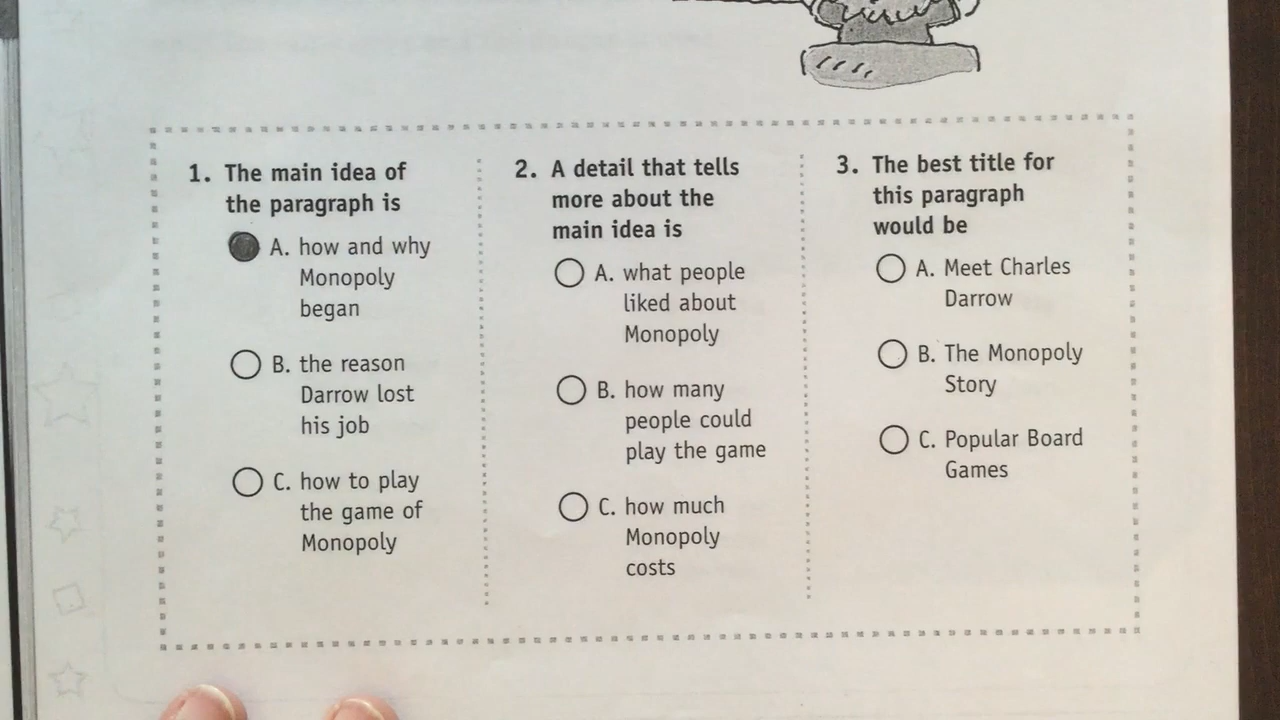 1. The main idea of
the paragraph is
A. how and why
Monopoly
began
B. the reason
Darrow lost
his job
C. how to play
the game of
Monopoly
2. A detail that tells
more about the
main idea is
A. what people
liked about
Monopoly
B. how many
people could
play the game
C. how much
Monopoly
costs
3. The best title for
this paragraph
would be
A. Meet Charles
Darrow
B. The Monopoly
Story
C. Popular Board
Games